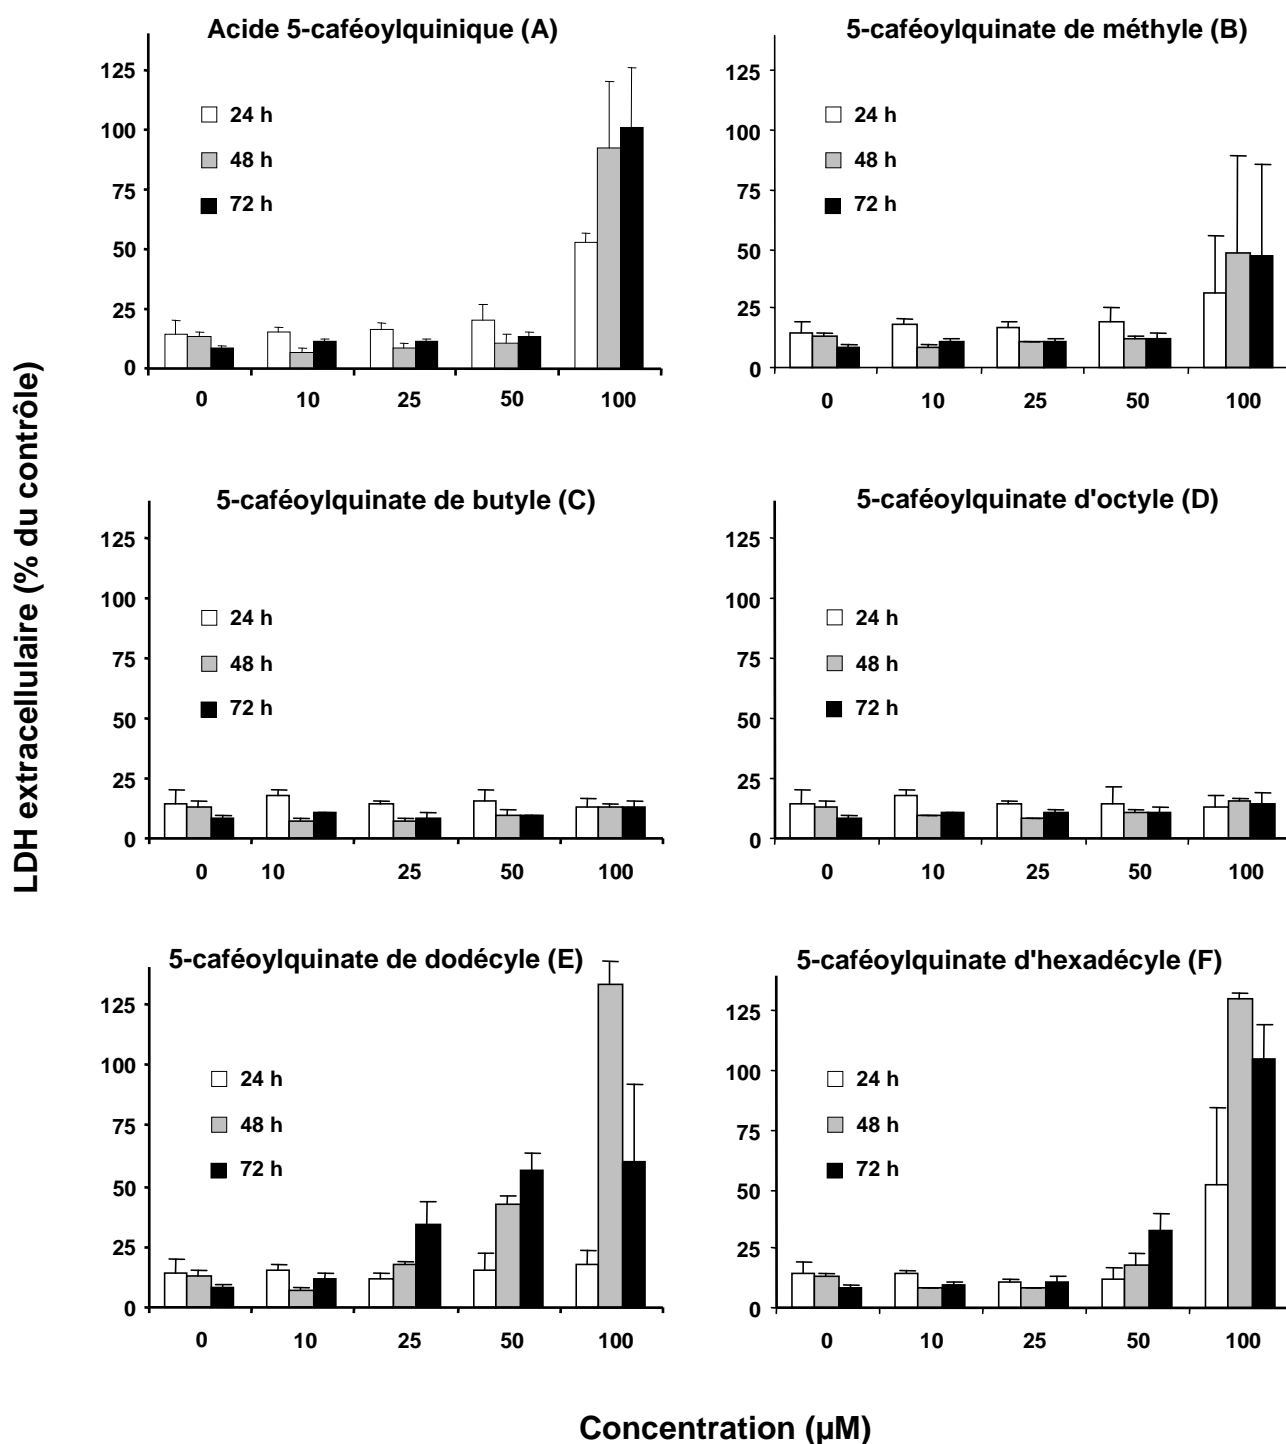 Acide 5-caféoylquinique (A)
125
100
75
50
25
0
24 h
48 h
72 h
0 10 25 50 100
5-caféoylquinate de méthyle (B)
125
100
75
50
25
0
24 h
48 h
72 h
0 10 25 50 100
LDH extracellulaire (% du contrôle)
5-caféoylquinate de butyle (C)
125
100
75
50
25
0
24 h
48 h
72 h
0 10 25 50 100
5-caféoylquinate d'octyle (D)
125
100
75
50
25
0
24 h
48 h
72 h
0 10 25 50 100
5-caféoylquinate de dodécyle (E)
125
100
75
50
25
0
24 h
48 h
72 h
0 10 25 50 100
5-caféoylquinate d'hexadécyle (F)
125
100
75
50
25
0
24 h
48 h
72 h
0 10 25 50 100
Concentration (µM)